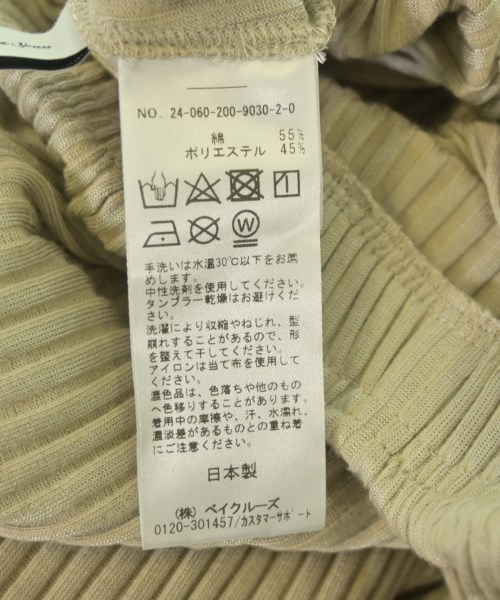 Span
NO. 24-060-200-9030-2-0
綿 55%
ポリエステル 45%
W
手洗いは水温30℃以下をお薦
めします。
中性洗剤を使用してください。
タンブラー乾燥はお避けくださ
い。
洗濯により収縮やねじれ、型
崩れすることがあるので、形
を整えて干してください。
アイロンは当て布を使用して
ください。
濃色品は、色落ちや他のもの
へ色移りすることがあります。
着用中の摩擦や、汗、水濡れ、
濃淡差があるものとの重ね着
にご注意ください。
日本製
(株) ベイクルーズ
0120-301457/カスタマーサポート